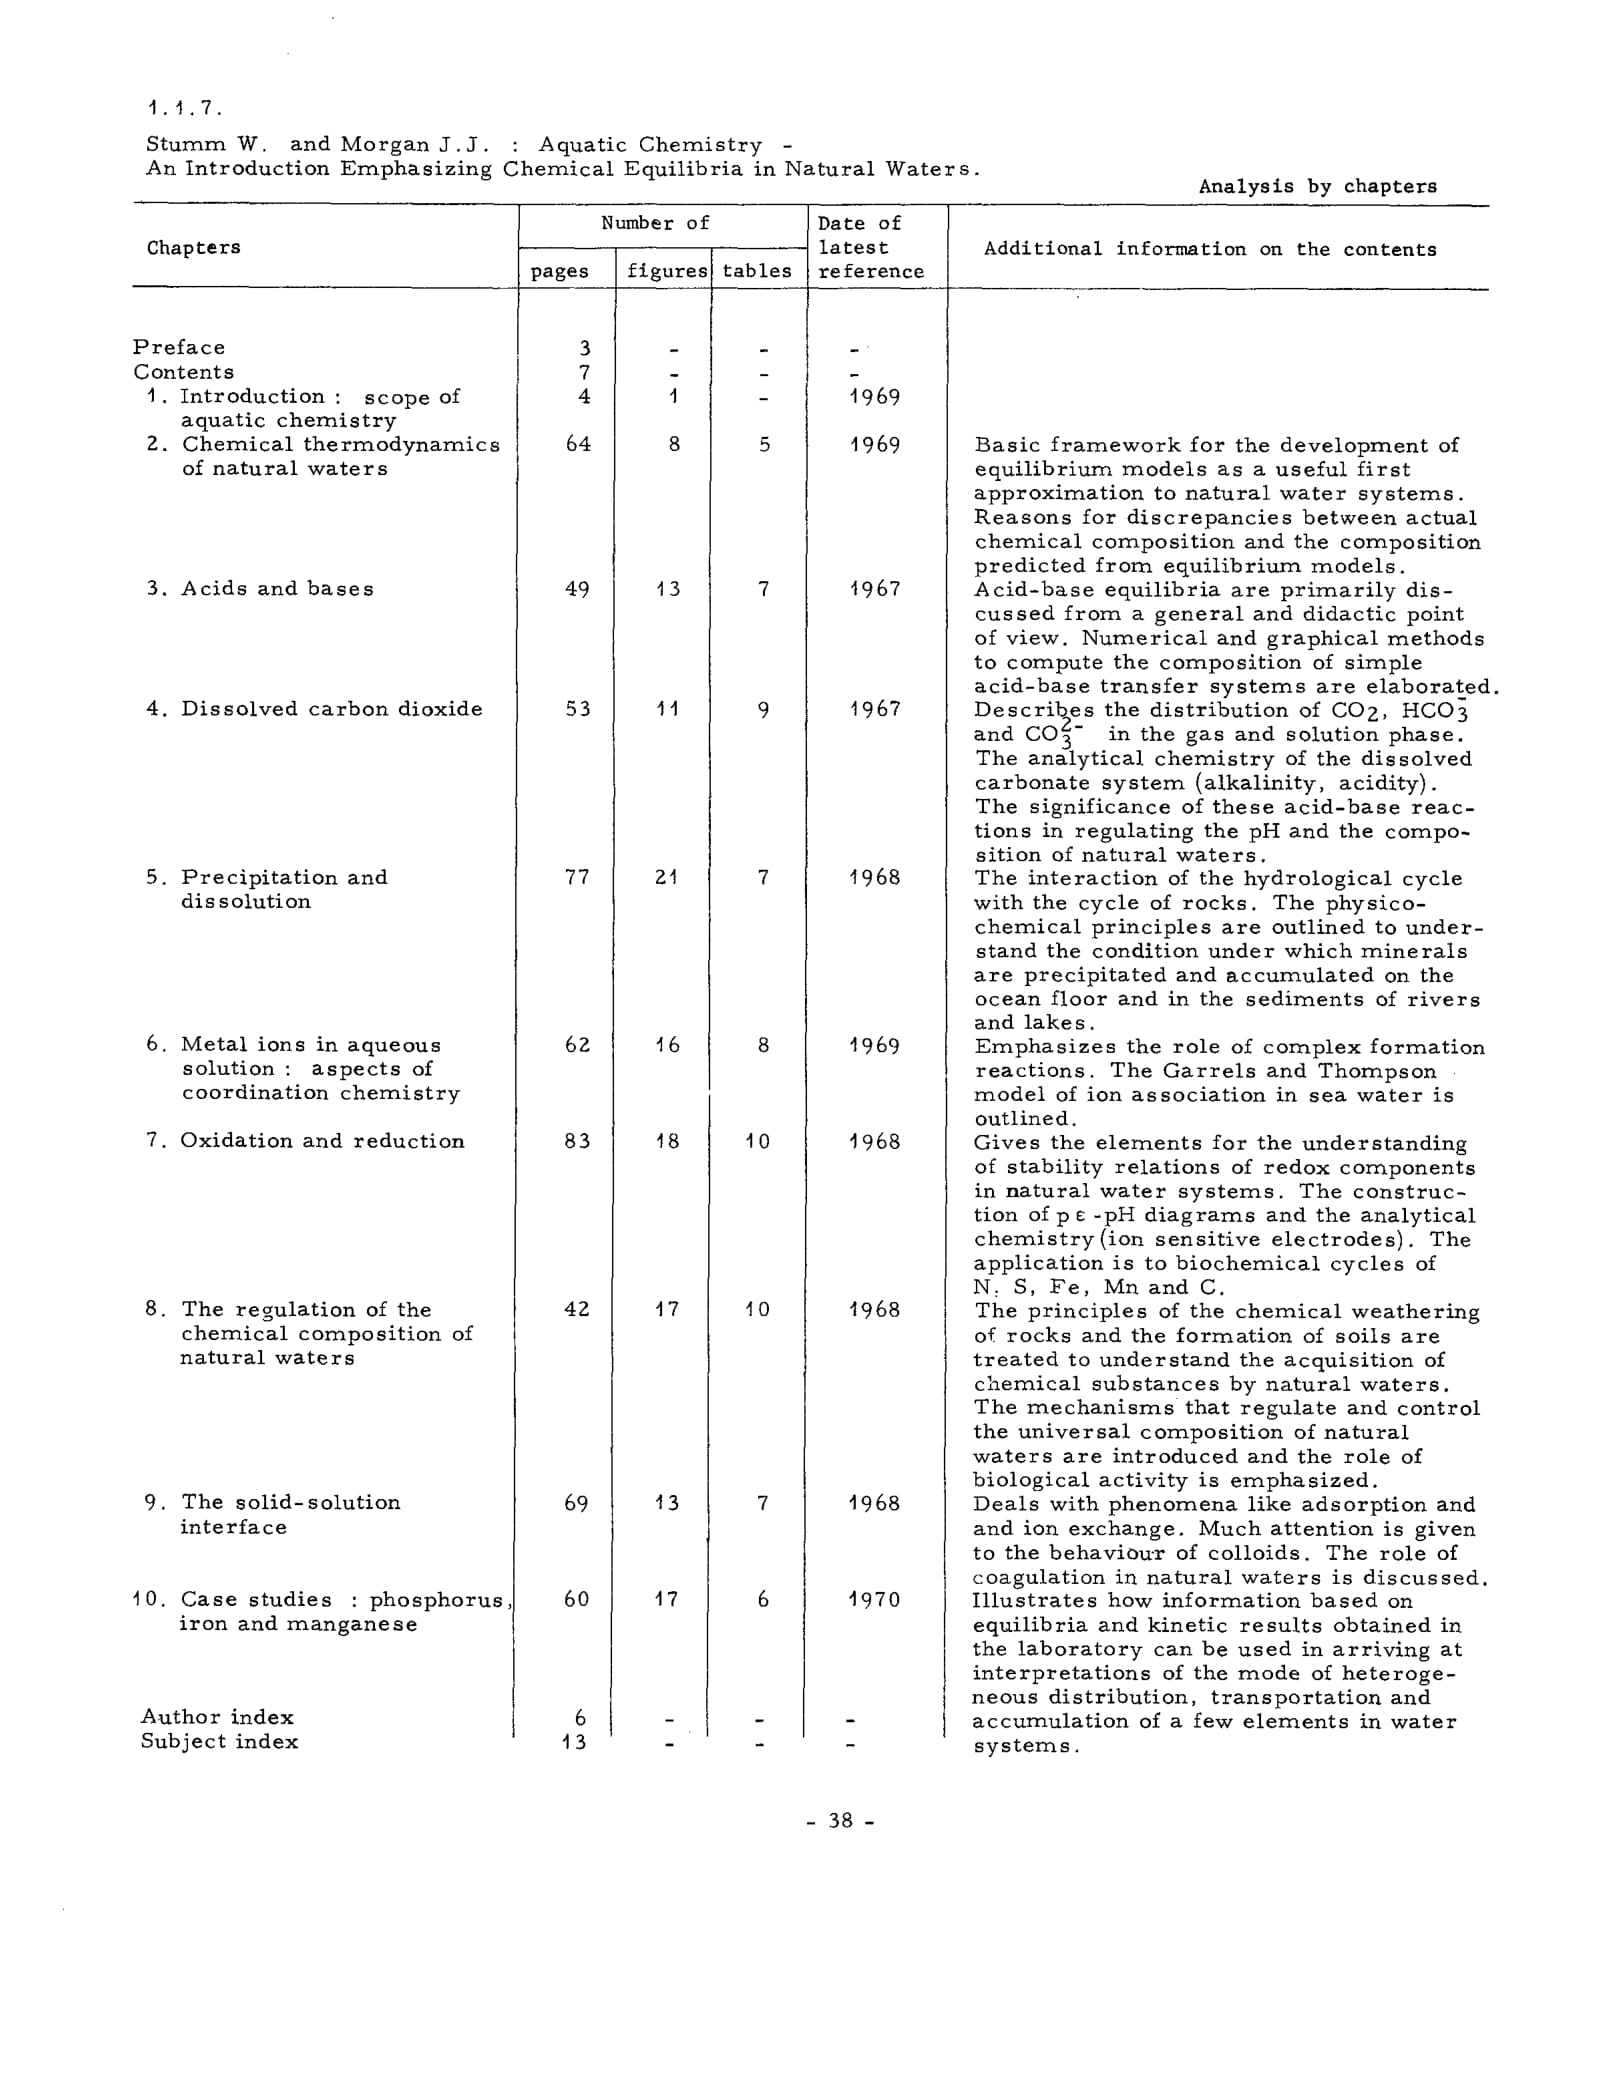 1.1.7.
Stumm W. and Morgan J.J. : Aquatic Chemistry -
An Introduction Emphasizing Chemical Equilibria in Natural Waters.
Analysis by chapters
Chapters
Number of
pages figures tables
Date of
latest
reference
Additional information on the contents
Preface 3 - - -
Contents 7 - - -
1. Introduction : scope of 4 1 - 1969
aquatic chemistry
2. Chemical thermodynamics 64 8 5 1969 Basic framework for the development of
of natural waters equilibrium models as a useful first
approximation to natural water systems.
Reasons for discrepancies between actual
chemical composition and the composition
predicted from equilibrium models.
3. Acids and bases 49 13 7 1967 Acid-base equilibria are primarily dis-
cussed from a general and didactic point
of view. Numerical and graphical methods
to compute the composition of simple
acid-base transfer systems are elaborated.
4. Dissolved carbon dioxide 53 11 9 1967 Describes the distribution of CO2, HCO3-
and CO3 2- in the gas and solution phase.
The analytical chemistry of the dissolved
carbonate system (alkalinity, acidity).
The significance of these acid-base reac-
tions in regulating the pH and the compo-
sition of natural waters.
5. Precipitation and 77 21 7 1968 The interaction of the hydrological cycle
dissolution with the cycle of rocks. The physico-
chemical principles are outlined to under-
stand the condition under which minerals
are precipitated and accumulated on the
ocean floor and in the sediments of rivers
and lakes.
6. Metal ions in aqueous 62 16 8 1969 Emphasizes the role of complex formation
solution : aspects of reactions. The Garrels and Thompson
coordination chemistry model of ion association in sea water is
outlined.
7. Oxidation and reduction 83 18 10 1968 Gives the elements for the understanding
of stability relations of redox components
in natural water systems. The construc-
tion of p ε -pH diagrams and the analytical
chemistry (ion sensitive electrodes). The
application is to biochemical cycles of
N, S, Fe, Mn and C.
8. The regulation of the 42 17 10 1968 The principles of the chemical weathering
chemical composition of of rocks and the formation of soils are
natural waters treated to understand the acquisition of
chemical substances by natural waters.
The mechanisms that regulate and control
the universal composition of natural
waters are introduced and the role of
biological activity is emphasized.
9. The solid-solution 69 13 7 1968 Deals with phenomena like adsorption and
interface and ion exchange. Much attention is given
to the behaviour of colloids. The role of
coagulation in natural waters is discussed.
10. Case studies : phosphorus, 60 17 6 1970 Illustrates how information based on
iron and manganese equilibria and kinetic results obtained in
the laboratory can be used in arriving at
interpretations of the mode of heteroge-
neous distribution, transportation and
Author index 6 - - - accumulation of a few elements in water
Subject index 13 - - - systems.
- 38 -